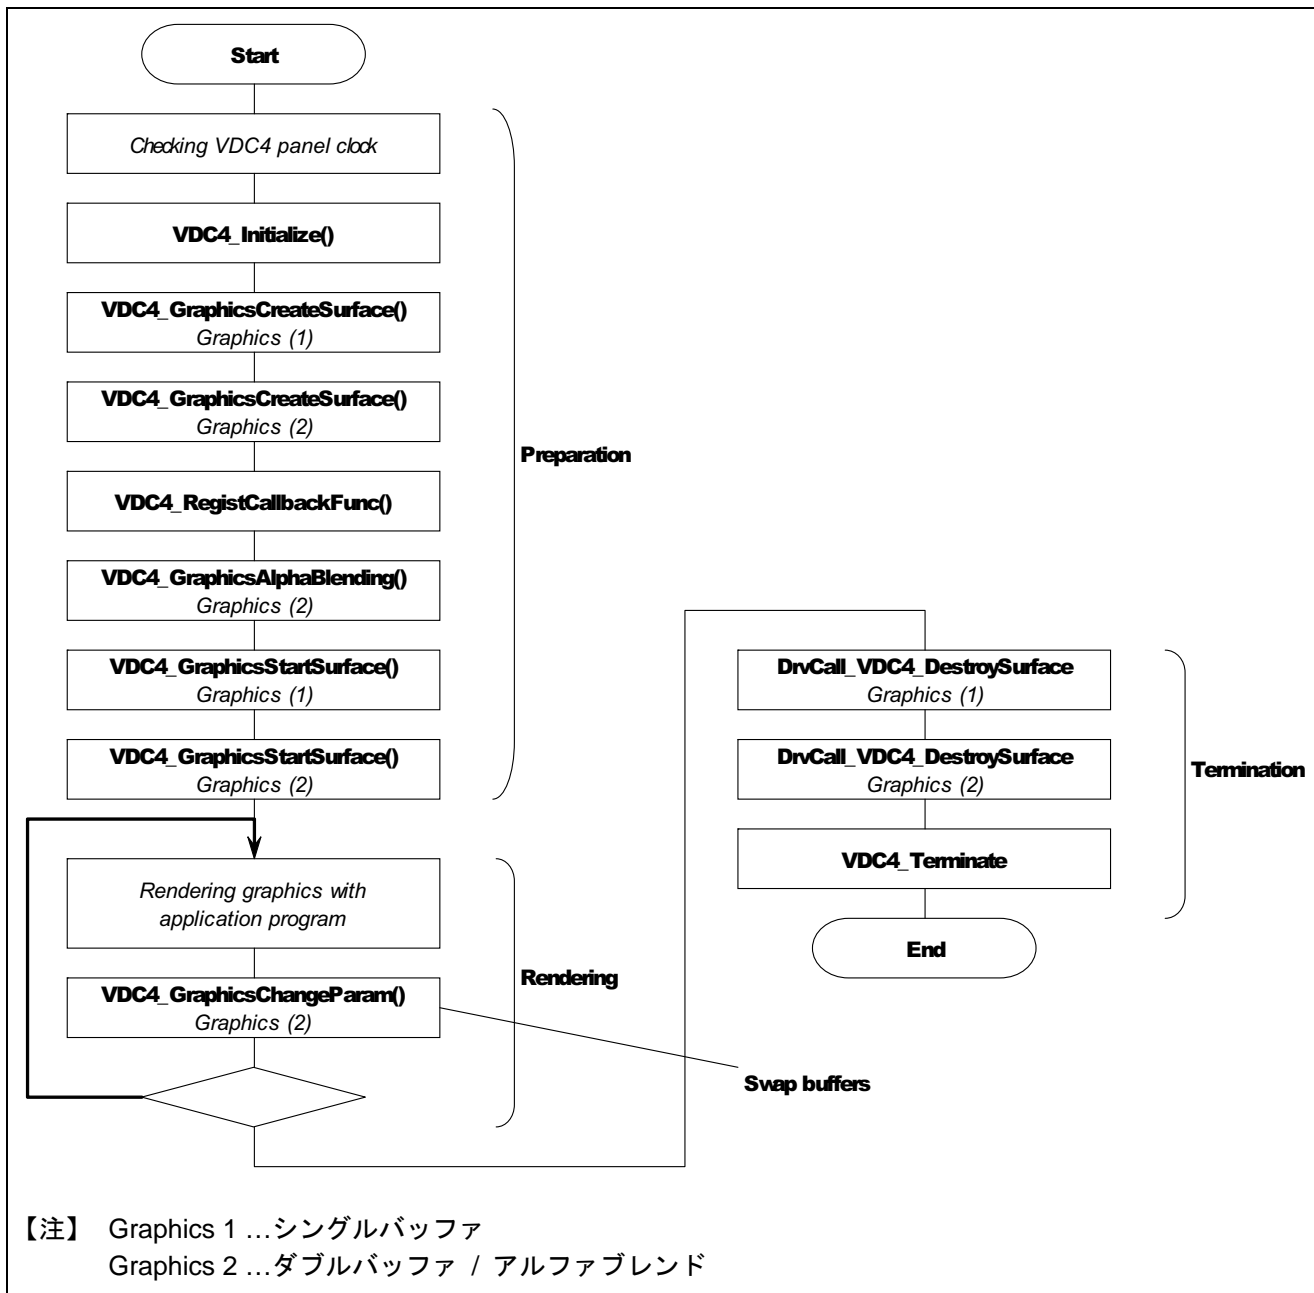 Start
Checking VDC4 panel clock
VDC4_Initialize()
VDC4_GraphicsCreateSurface()
Graphics (1)
VDC4_GraphicsCreateSurface()
Graphics (2)
VDC4_RegistCallbackFunc()
VDC4_GraphicsAlphaBlending()
Graphics (2)
VDC4_GraphicsStartSurface()
Graphics (1)
VDC4_GraphicsStartSurface()
Graphics (2)
Preparation
Rendering graphics with
application program
VDC4_GraphicsChangeParam()
Graphics (2)
Rendering
Swap buffers
DrvCall_VDC4_DestroySurface
Graphics (1)
DrvCall_VDC4_DestroySurface
Graphics (2)
VDC4_Terminate
End
Termination
【注】 Graphics 1 …シングルバッファ
Graphics 2 …ダブルバッファ / アルファブレンド